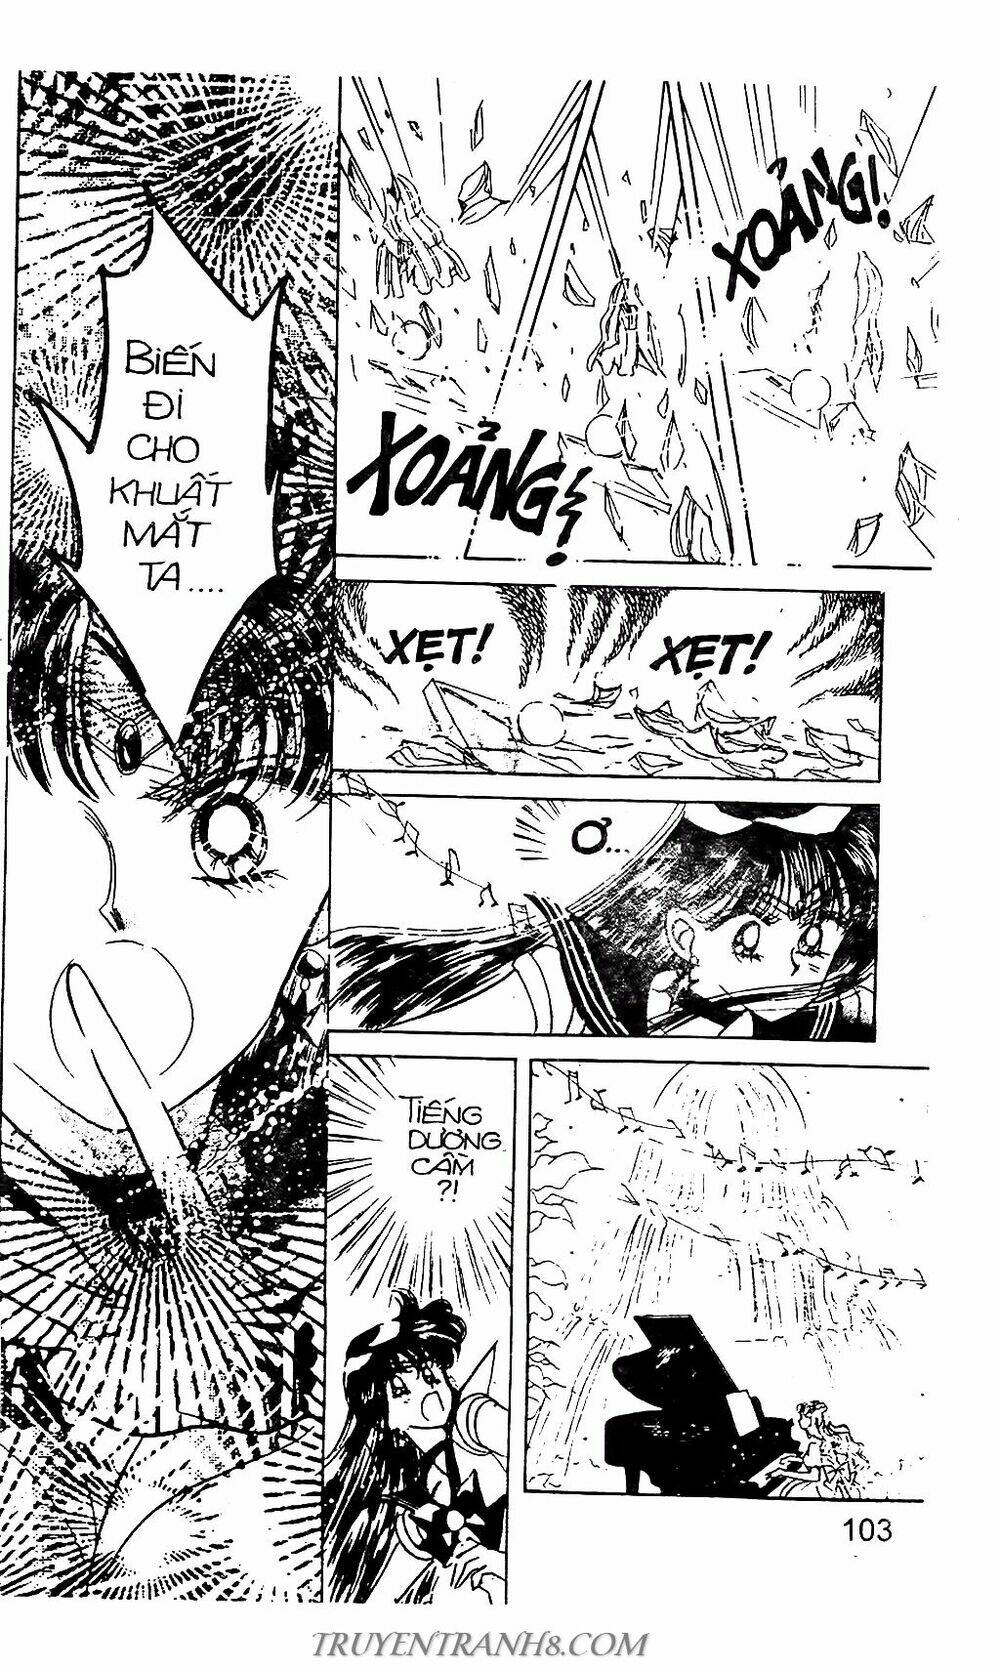 XOẢNG!
XOẢNG!
BIẾN
ĐI
CHO
KHUẤT
MẮT
TA....
XẸT!
XẸT!
Ơ...
TIẾNG
DƯƠNG
CẦM
?!
103
TRUYENTRANH8.COM